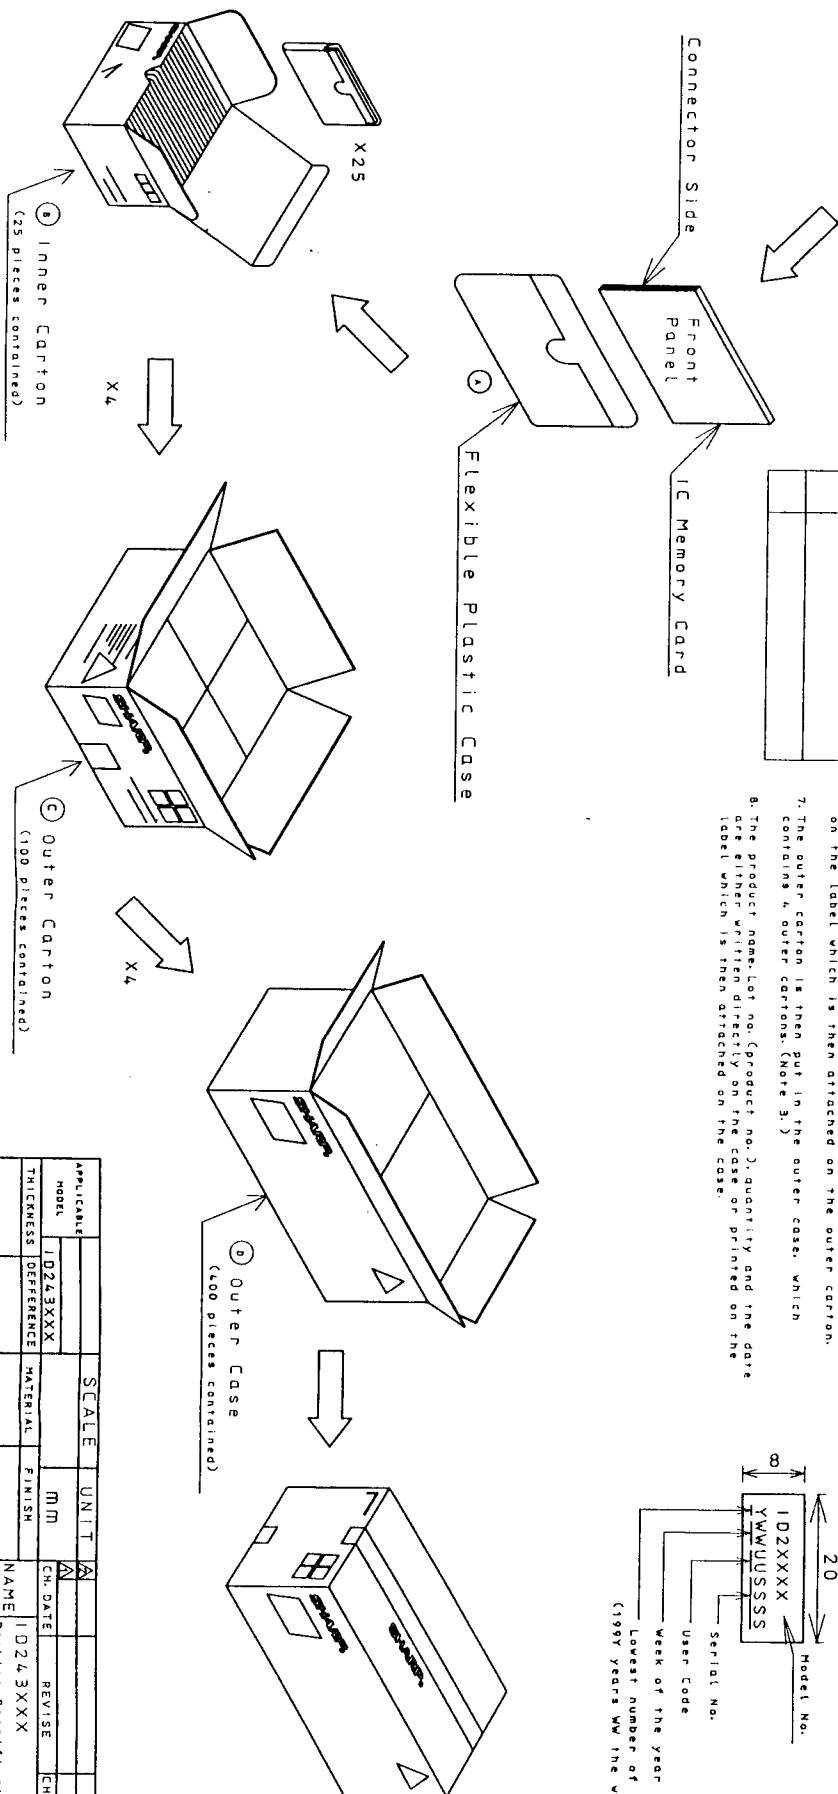 on the label which is then attached on the outer carton.
7. The outer carton is then put in the outer case, which
contains 4 outer cartons. (Note 3.)
8. The product name, Lot no. (product no.), quantity and the date
are either written directly on the case or printed on the
label which is then attached on the case.
20
8
ID2XXXX
YWWUUSSSS
Model No.
Serial No.
User Code
Week of the year
Lowest number of
(199Y years WW the w
Connector Side
Front
Panel
IC Memory Card
A
Flexible Plastic Case
X25
B Inner Carton
(25 pieces contained)
X4
SHARP
C Outer Carton
(100 pieces contained)
X4
SHARP
D Outer Case
(400 pieces contained)
SHARP
SHARP
APPLICABLE
MODEL
ID243XXX
SCALE
UNIT
mm
THICKNESS
DEFFERENCE
MATERIAL
FINISH
CH. DATE
REVISE
CH
NAME
ID243XXX